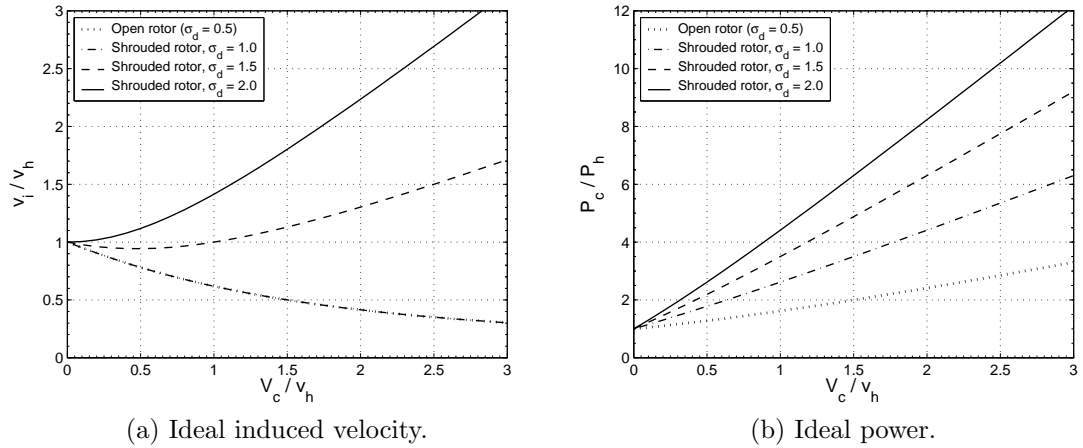 3
2.5
2
1.5
1
0.5
0
v_i / v_h
Open rotor (σ_d = 0.5)
Shrouded rotor, σ_d = 1.0
Shrouded rotor, σ_d = 1.5
Shrouded rotor, σ_d = 2.0
0 0.5 1 1.5 2 2.5 3
V_c / v_h
(a) Ideal induced velocity.
12
10
8
6
4
2
0
P_c / P_h
Open rotor (σ_d = 0.5)
Shrouded rotor, σ_d = 1.0
Shrouded rotor, σ_d = 1.5
Shrouded rotor, σ_d = 2.0
0 0.5 1 1.5 2 2.5 3
V_c / v_h
(b) Ideal power.